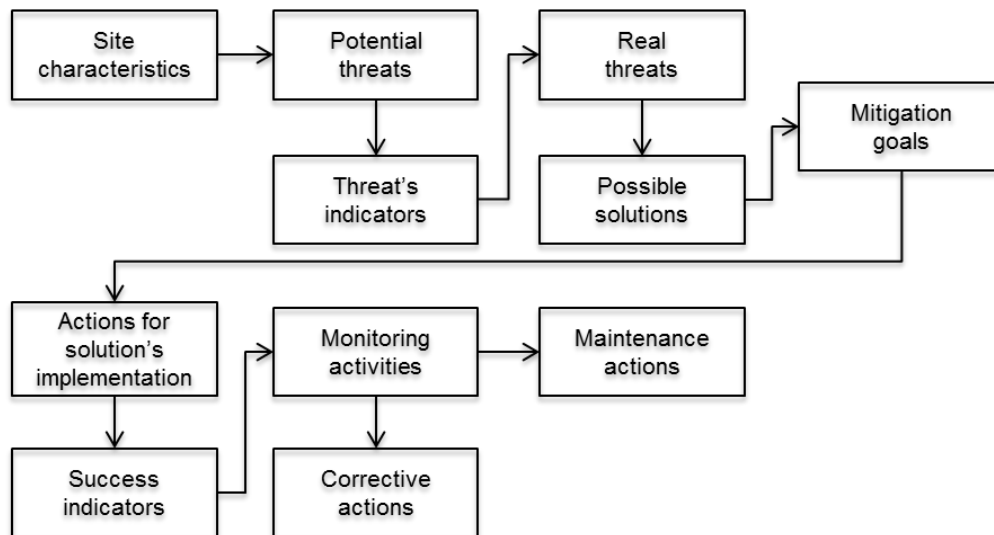 Site
characteristics
Potential
threats
Threat's
indicators
Real
threats
Possible
solutions
Mitigation
goals
Actions for
solution's
implementation
Success
indicators
Monitoring
activities
Maintenance
actions
Corrective
actions